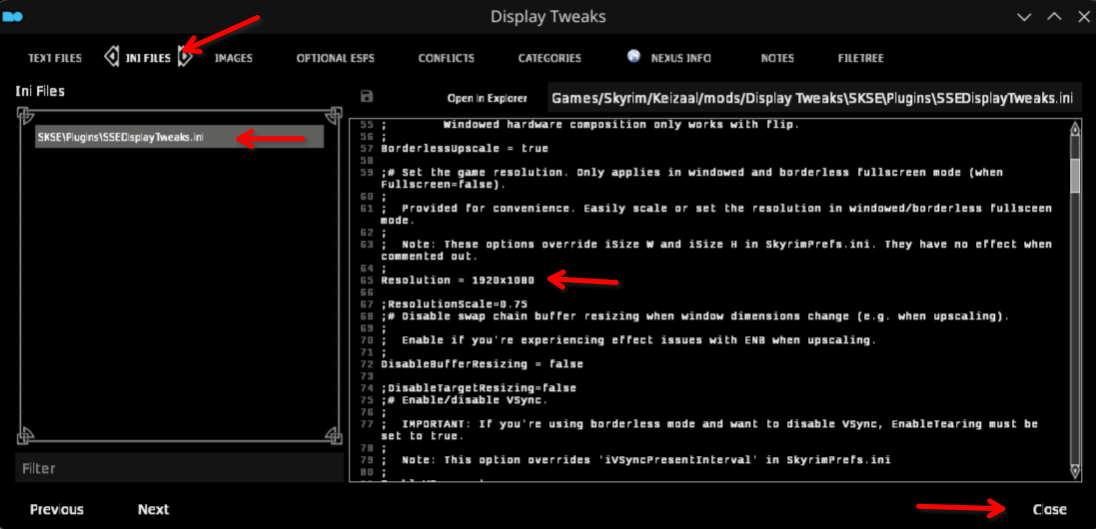 Display Tweaks
TEXT FILES
INI FILES
IMAGES
OPTIONAL ESPS
CONFLICTS
CATEGORIES
NEXUS INFO
NOTES
FILETREE
Ini Files
Open in Explorer
Games/Skyrim/Keizaal/mods/Display Tweaks\SKSE\Plugins\SSEDisplayTweaks.ini
SKSE\Plugins\SSEDisplayTweaks.ini
55 ;        Windowed hardware composition only works with flip.
56 ;
57 BorderlessUpscale = true
58
59 ;# Set the game resolution. Only applies in windowed and borderless fullscreen mode (when
Fullscreen=false).
60 ;
61 ;  Provided for convenience. Easily scale or set the resolution in windowed/borderless fullsceen
mode.
62 ;
63 ;  Note: These options override iSize W and iSize H in SkyrimPrefs.ini. They have no effect when
commented out.
64 ;
65 Resolution = 1920x1080
66
67 ;ResolutionScale=0.75
68 ;# Disable swap chain buffer resizing when window dimensions change (e.g. when upscaling).
69 ;
70 ;  Enable if you're experiencing effect issues with ENB when upscaling.
71 ;
72 DisableBufferResizing = false
73
74 ;DisableTargetResizing=false
75 ;# Enable/disable VSync.
76 ;
77 ;  IMPORTANT: If you're using borderless mode and want to disable VSync, EnableTearing must be
set to true.
78 ;
79 ;  Note: This option overrides 'iVSyncPresentInterval' in SkyrimPrefs.ini
80 ;
Filter
Previous
Next
Close